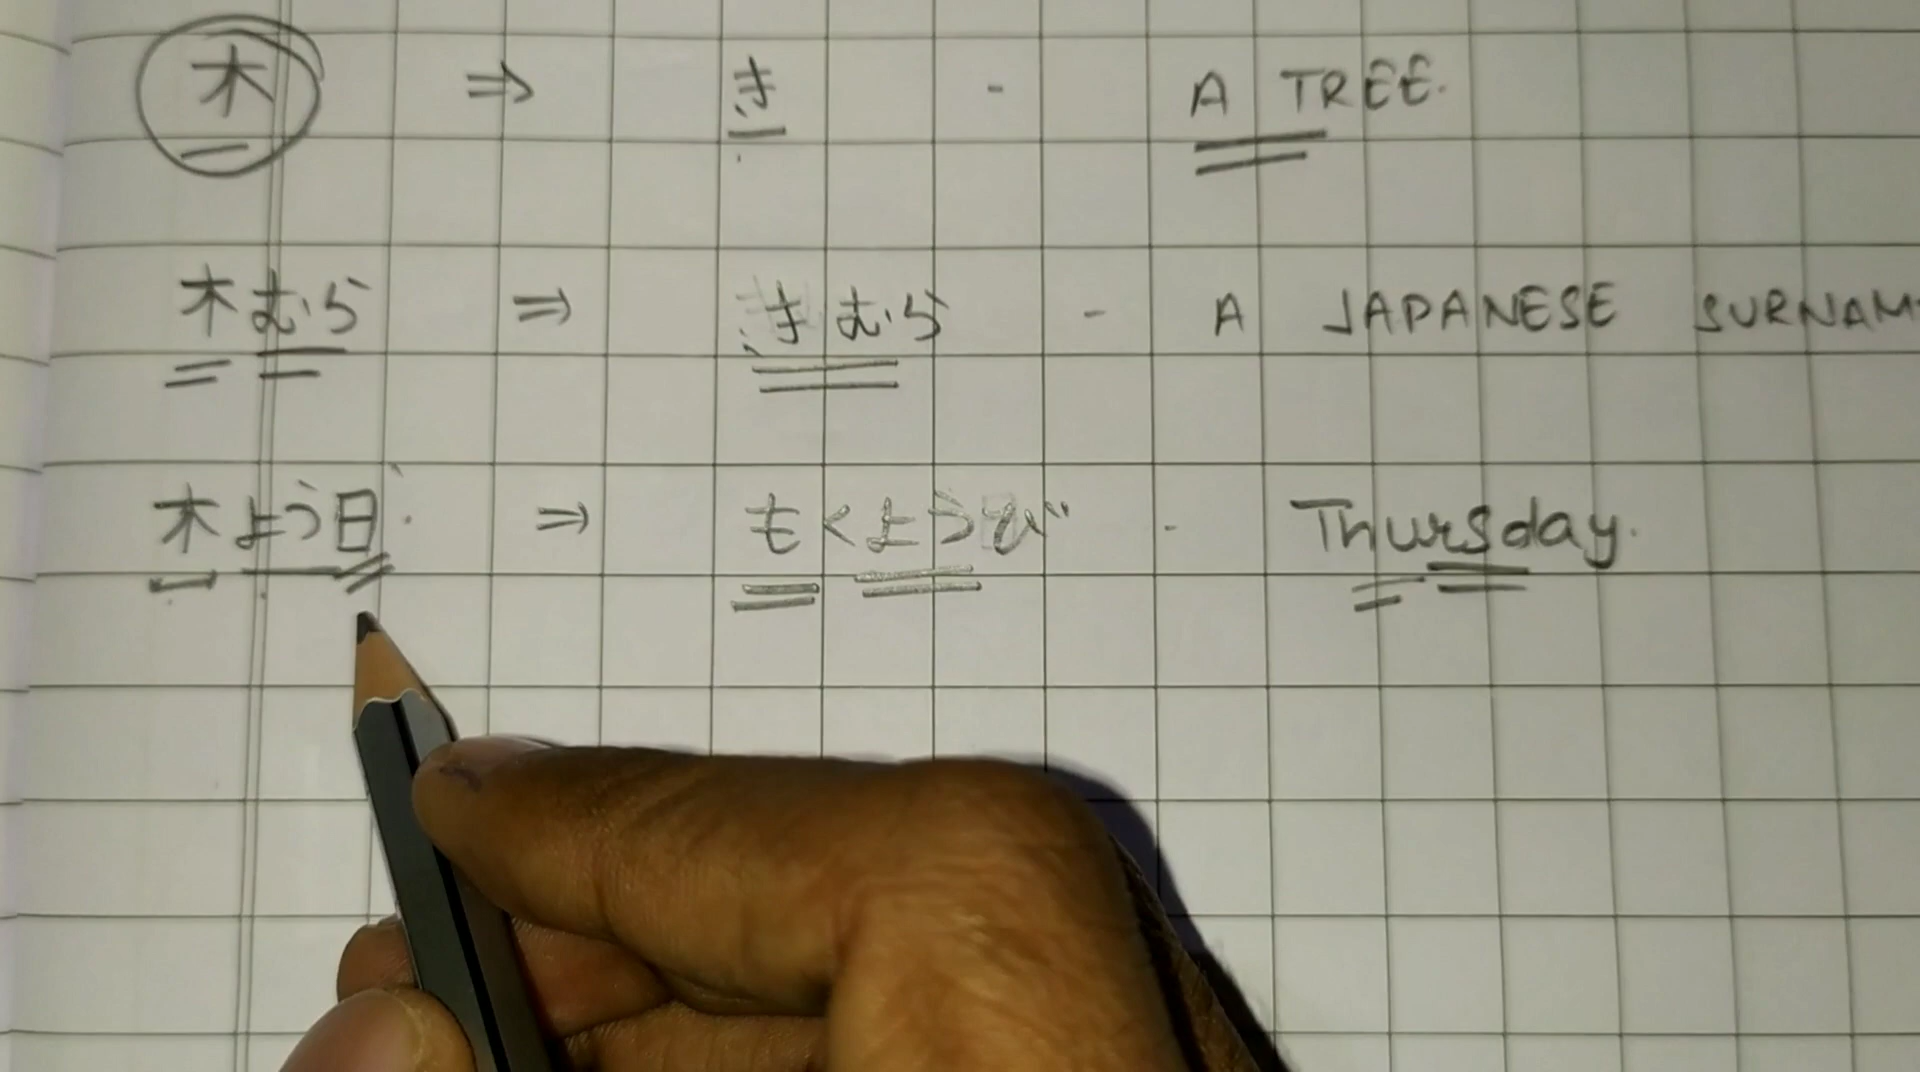 木 ⇒ き - A TREE.
木むら ⇒ きむら - A JAPANESE SURNAM
木よう日 ⇒ もくようび - Thursday.